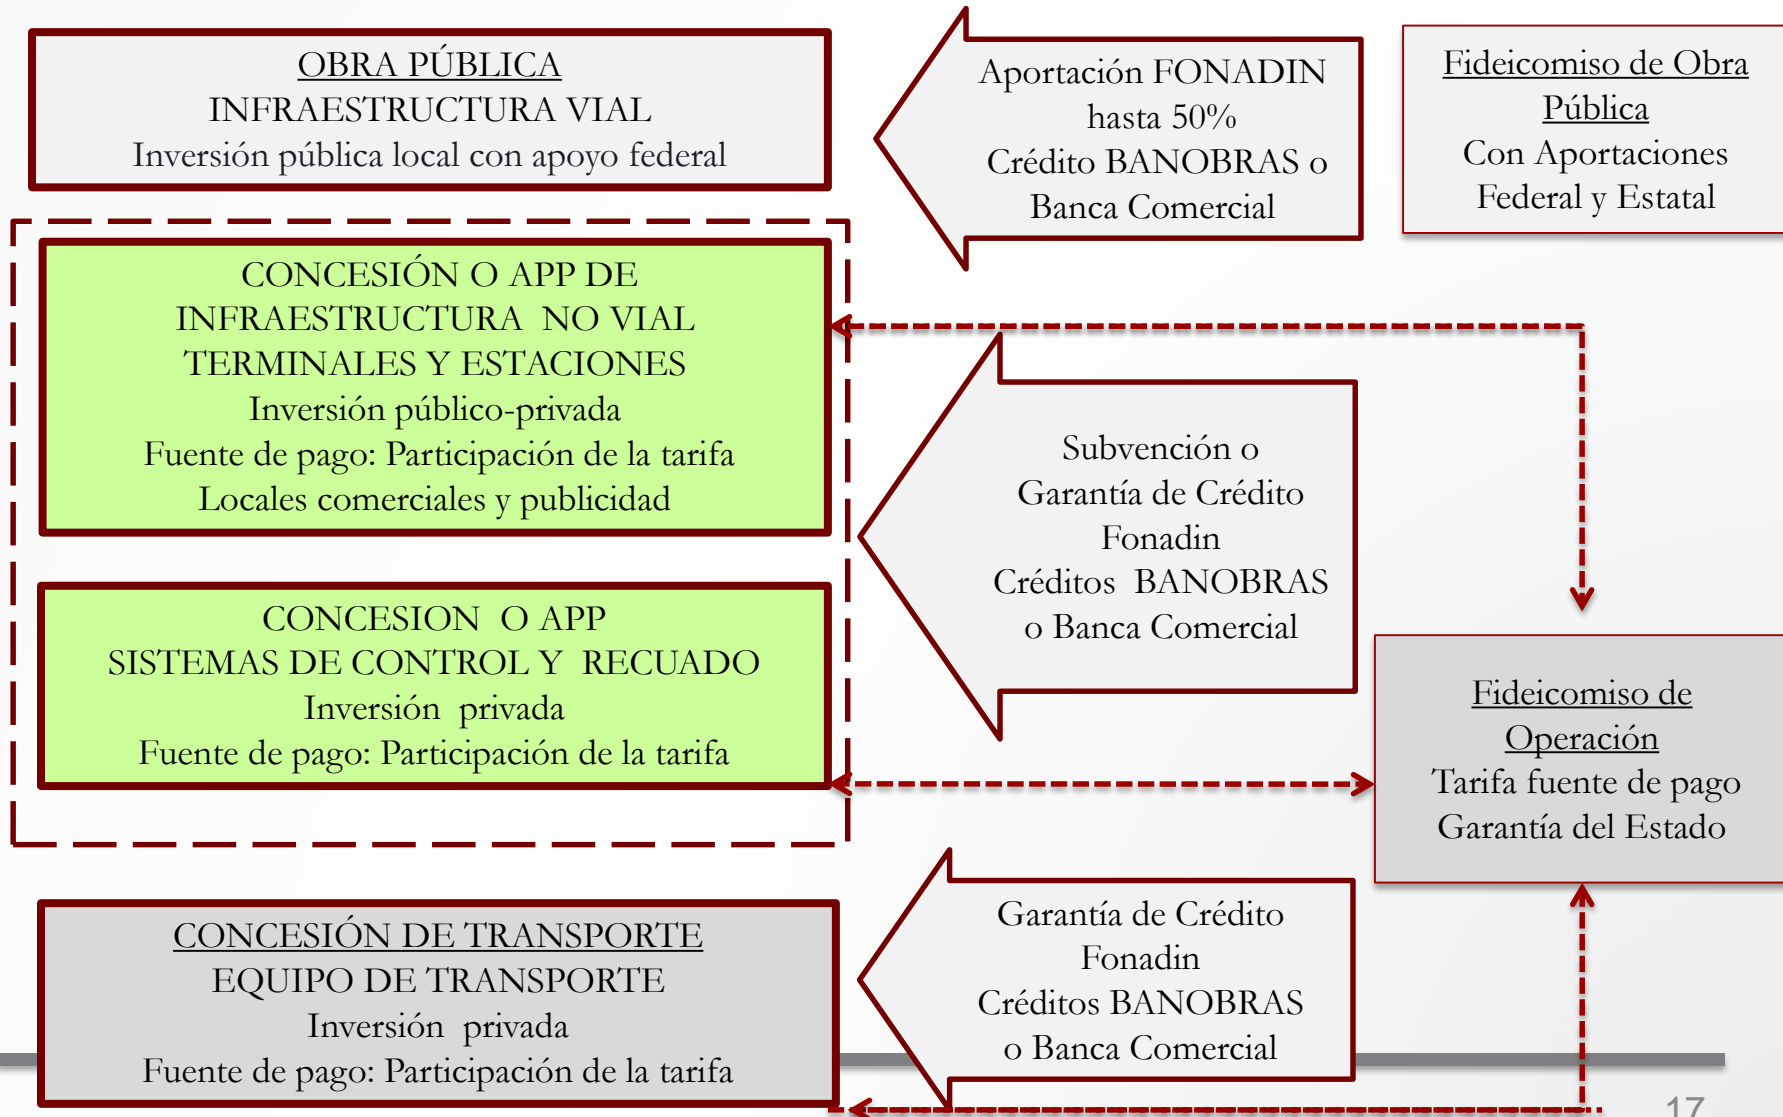 OBRA PÚBLICA
INFRAESTRUCTURA VIAL
Inversión pública local con apoyo federal
Aportación FONADIN
hasta 50%
Crédito BANOBRAS o
Banca Comercial
Fideicomiso de Obra
Pública
Con Aportaciones
Federal y Estatal
CONCESIÓN O APP DE
INFRAESTRUCTURA NO VIAL
TERMINALES Y ESTACIONES
Inversión público-privada
Fuente de pago: Participación de la tarifa
Locales comerciales y publicidad
Subvención o
Garantía de Crédito
Fonadin
Créditos BANOBRAS
o Banca Comercial
CONCESION O APP
SISTEMAS DE CONTROL Y RECUADO
Inversión privada
Fuente de pago: Participación de la tarifa
Fideicomiso de
Operación
Tarifa fuente de pago
Garantía del Estado
CONCESIÓN DE TRANSPORTE
EQUIPO DE TRANSPORTE
Inversión privada
Fuente de pago: Participación de la tarifa
Garantía de Crédito
Fonadin
Créditos BANOBRAS
o Banca Comercial
17